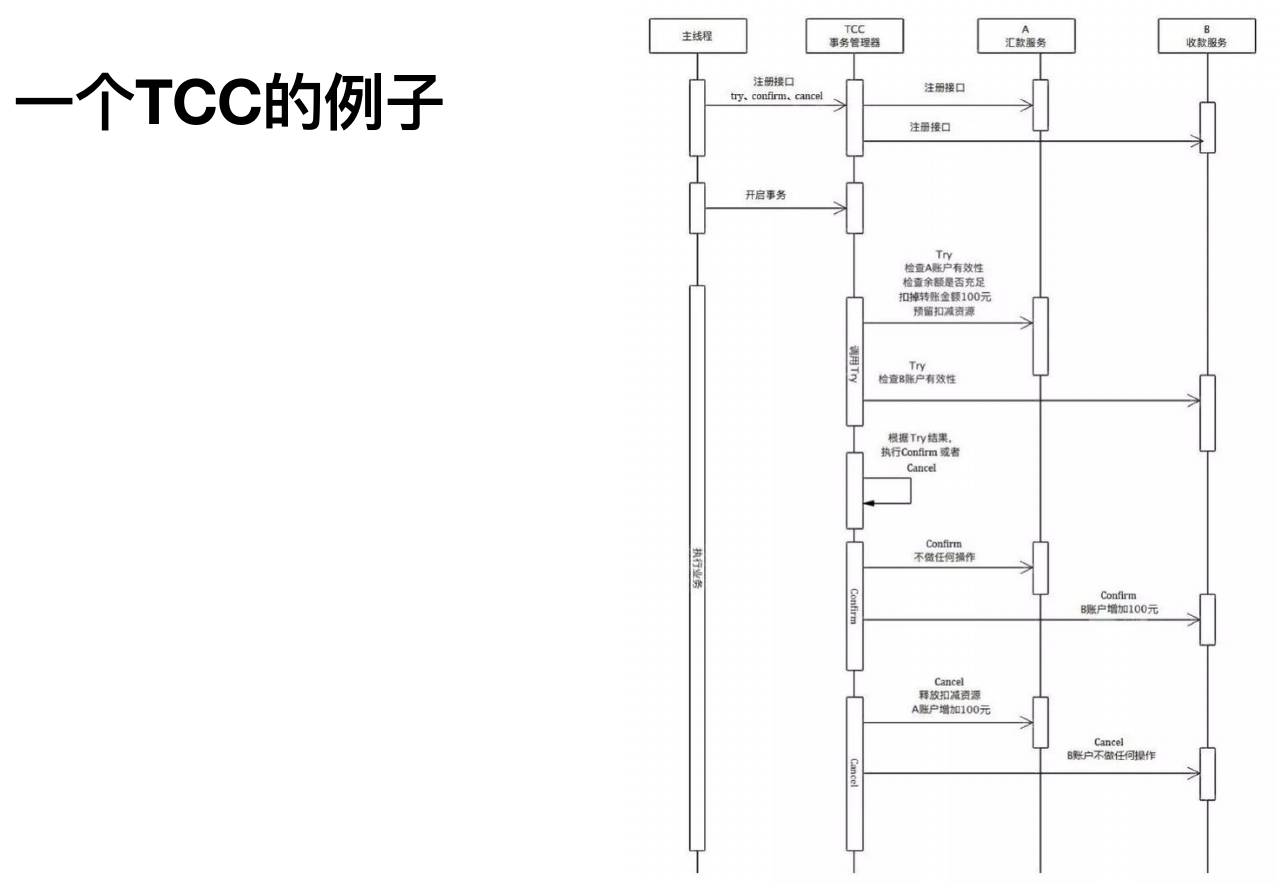 一个TCC的例子
主线程
TCC
事务管理器
A
汇款服务
B
收款服务
注册接口
try、confirm、cancel
注册接口
注册接口
开启事务
Try
检查A账户有效性
检查余额是否充足
扣掉转账金额100元
预留扣减资源
调用Try
Try
检查B账户有效性
根据Try结果,
执行Confirm 或者
Cancel
执行业务
Confirm
不做任何操作
Confirm
Confirm
B账户增加100元
Cancel
释放扣减资源
A账户增加100元
Cancel
Cancel
B账户不做任何操作